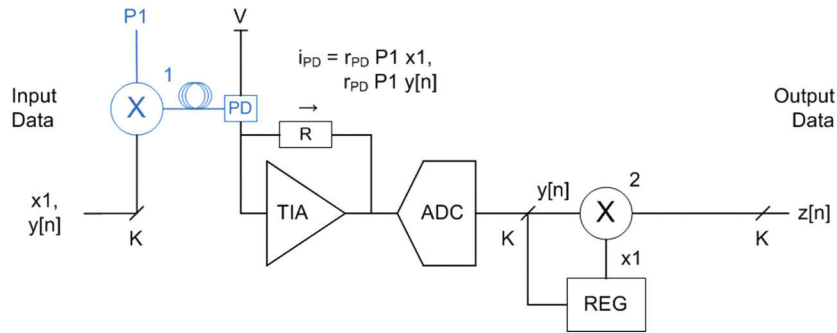 P1
V
1
i_PD = r_PD P1 x1,
r_PD P1 y[n]
Input
Data
X
PD
R
Output
Data
x1,
y[n]
K
TIA
ADC
K
y[n]
2
X
x1
REG
K
z[n]